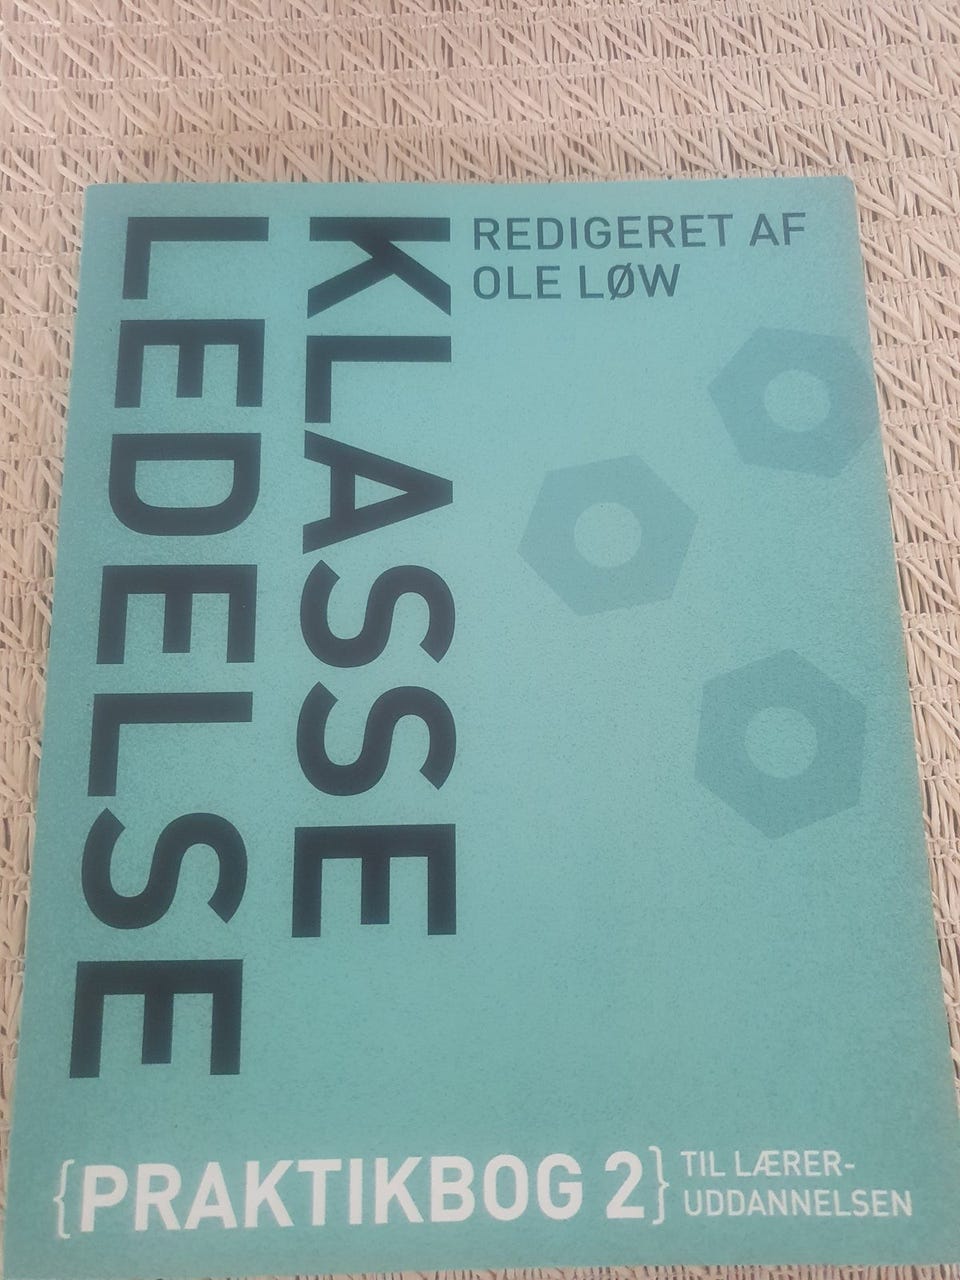 KLASSE
LEDELSE
REDIGERET AF
OLE LØW
{PRAKTIKBOG 2}
TIL LÆRER-
UDDANNELSEN